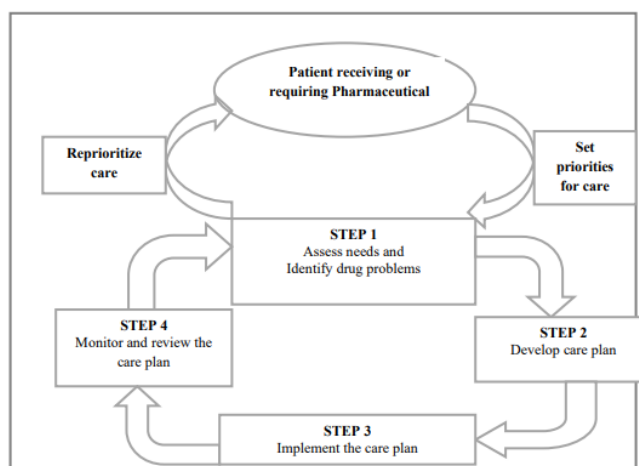 Patient receiving or
requiring Pharmaceutical
Reprioritize
care
Set
priorities
for care
STEP 1
Assess needs and
Identify drug problems
STEP 2
Develop care plan
STEP 4
Monitor and review the
care plan
STEP 3
Implement the care plan